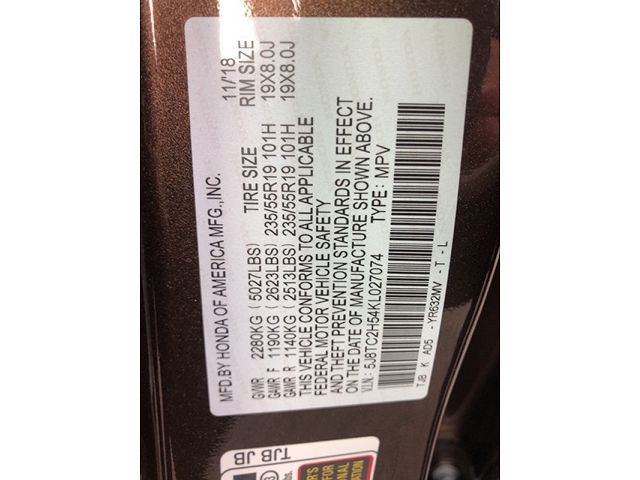 MFD.BY HONDA OF AMERICA MFG.,INC. 11/'18
TIRE SIZE RIM SIZE
GVWR 2280KG (5027LBS)
GAWR F 1190KG (2623LBS) 235/55R19 101H 19X8.0J
GAWR R 1140KG (2513LBS) 235/55R19 101H 19X8.0J
THIS VEHICLE CONFORMS TO ALL APPLICABLE
FEDERAL MOTOR VEHICLE SAFETY
AND THEFT PREVENTION STANDARDS IN EFFECT
ON THE DATE OF MANUFACTURE SHOWN ABOVE.
V.I.N.: 5J8TC2H54KL027074 TYPE: MPV
TJB K AD5 -YR632MV -T -L
TJB JB